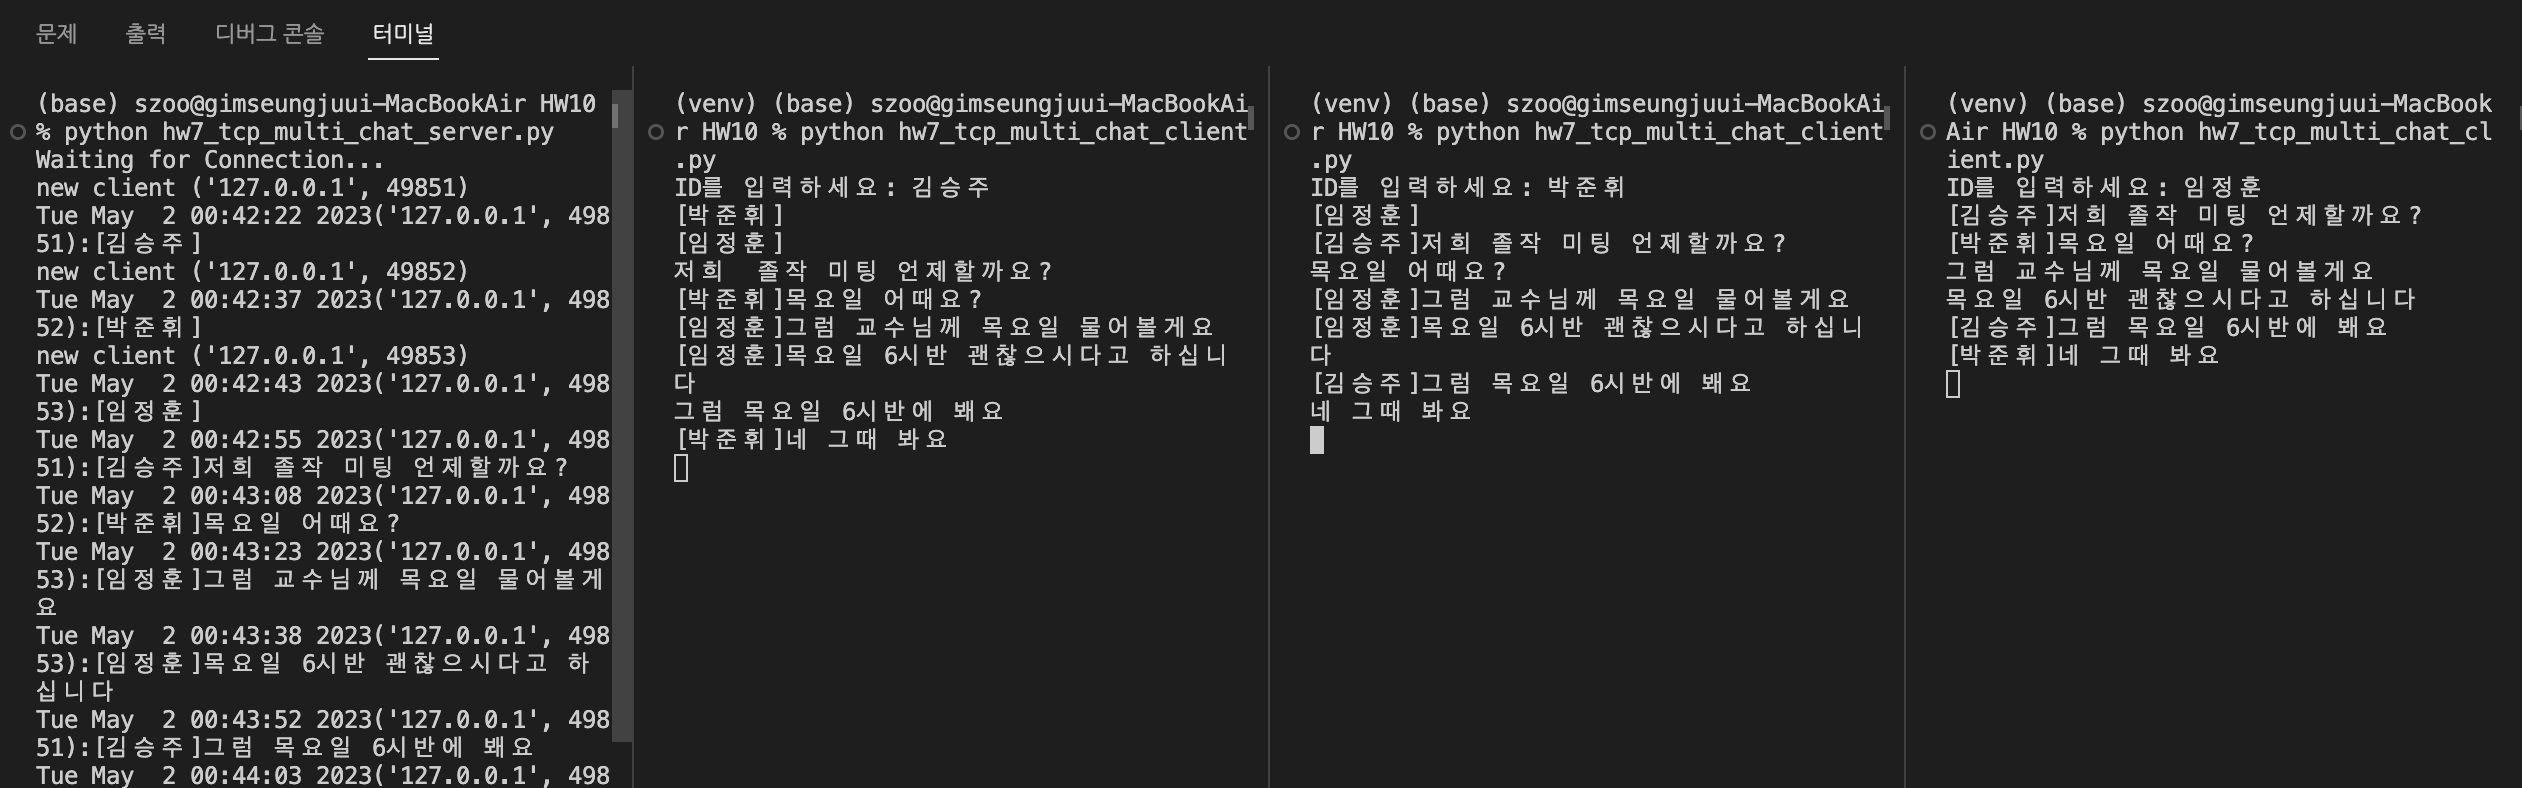 문제 출력 디버그 콘솔 터미널
(base) szoo@gimseungjuui-MacBookAir HW10
% python hw7_tcp_multi_chat_server.py
Waiting for Connection...
new client ('127.0.0.1', 49851)
Tue May  2 00:42:22 2023('127.0.0.1', 498
51):[김승주]
new client ('127.0.0.1', 49852)
Tue May  2 00:42:37 2023('127.0.0.1', 498
52):[박준휘]
new client ('127.0.0.1', 49853)
Tue May  2 00:42:43 2023('127.0.0.1', 498
53):[임정훈]
Tue May  2 00:42:55 2023('127.0.0.1', 498
51):[김승주]저희 졸작 미팅 언제할까요?
Tue May  2 00:43:08 2023('127.0.0.1', 498
52):[박준휘]목요일 어때요?
Tue May  2 00:43:23 2023('127.0.0.1', 498
53):[임정훈]그럼 교수님께 목요일 물어볼게
요
Tue May  2 00:43:38 2023('127.0.0.1', 498
53):[임정훈]목요일 6시반 괜찮으시다고 하
십니다
Tue May  2 00:43:52 2023('127.0.0.1', 498
51):[김승주]그럼 목요일 6시반에 봬요
Tue May  2 00:44:03 2023('127.0.0.1', 498
(venv) (base) szoo@gimseungjuui-MacBookAi
r HW10 % python hw7_tcp_multi_chat_client
.py
ID를 입력하세요: 김승주
[박준휘]
[임정훈]
저희  졸작 미팅 언제할까요?
[박준휘]목요일 어때요?
[임정훈]그럼 교수님께 목요일 물어볼게요
[임정훈]목요일 6시반 괜찮으시다고 하십니
다
그럼 목요일 6시반에 봬요
[박준휘]네 그때 봐요
(venv) (base) szoo@gimseungjuui-MacBookAi
r HW10 % python hw7_tcp_multi_chat_client
.py
ID를 입력하세요: 박준휘
[임정훈]
[김승주]저희 졸작 미팅 언제할까요?
목요일 어때요?
[임정훈]그럼 교수님께 목요일 물어볼게요
[임정훈]목요일 6시반 괜찮으시다고 하십니
다
[김승주]그럼 목요일 6시반에 봬요
네 그때 봐요
(venv) (base) szoo@gimseungjuui-MacBook
Air HW10 % python hw7_tcp_multi_chat_cl
ient.py
ID를 입력하세요: 임정훈
[김승주]저희 졸작 미팅 언제할까요?
[박준휘]목요일 어때요?
그럼 교수님께 목요일 물어볼게요
목요일 6시반 괜찮으시다고 하십니다
[김승주]그럼 목요일 6시반에 봬요
[박준휘]네 그때 봐요